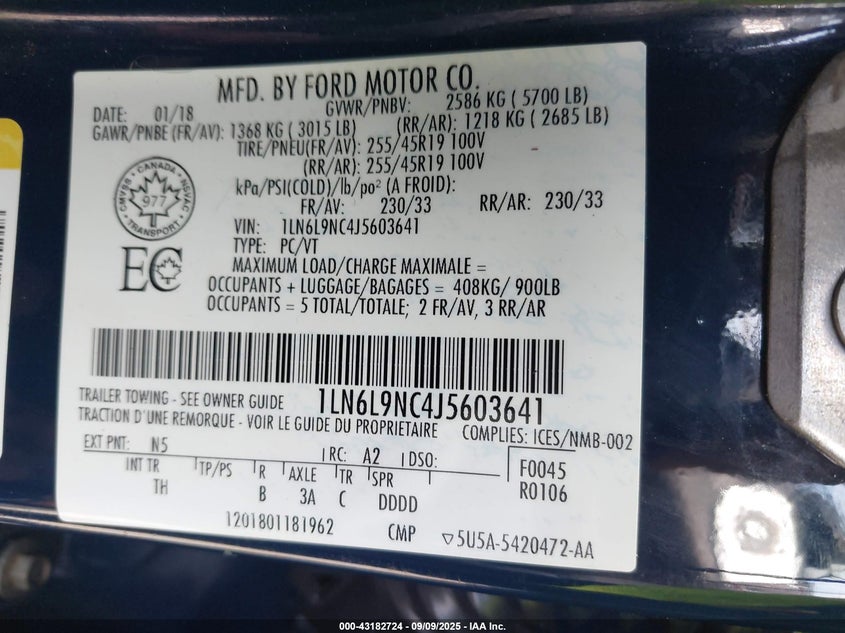 MFD. BY FORD MOTOR CO.
DATE: 01/18 GVWR/PNBV: 2586 KG ( 5700 LB)
GAWR/PNBE (FR/AV): 1368 KG ( 3015 LB) (RR/AR): 1218 KG ( 2685 LB)
TIRE/PNEU(FR/AV): 255/45R19 100V
(RR/AR): 255/45R19 100V
kPa/PSI(COLD)/lb/po² (A FROID):
FR/AV: 230/33 RR/AR: 230/33
CANADA
CMVSS NSVAC
977
TRANSPORT
VIN: 1LN6L9NC4J5603641
TYPE: PC/VT
EC
MAXIMUM LOAD/CHARGE MAXIMALE =
OCCUPANTS + LUGGAGE/BAGAGES = 408KG/ 900LB
OCCUPANTS = 5 TOTAL/TOTALE; 2 FR/AV, 3 RR/AR
TRAILER TOWING - SEE OWNER GUIDE 1LN6L9NC4J5603641
TRACTION D'UNE REMORQUE - VOIR LE GUIDE DU PROPRIETAIRE
COMPLIES: ICES/NMB-002
EXT PNT: N5 RC: A2 DSO: F0045
INT TR TP/PS R AXLE TR SPR R0106
TH B 3A C DDDD
1201801181962 CMP ▽5U5A-5420472-AA
000-43182724 - 09/09/2025 - IAA Inc.